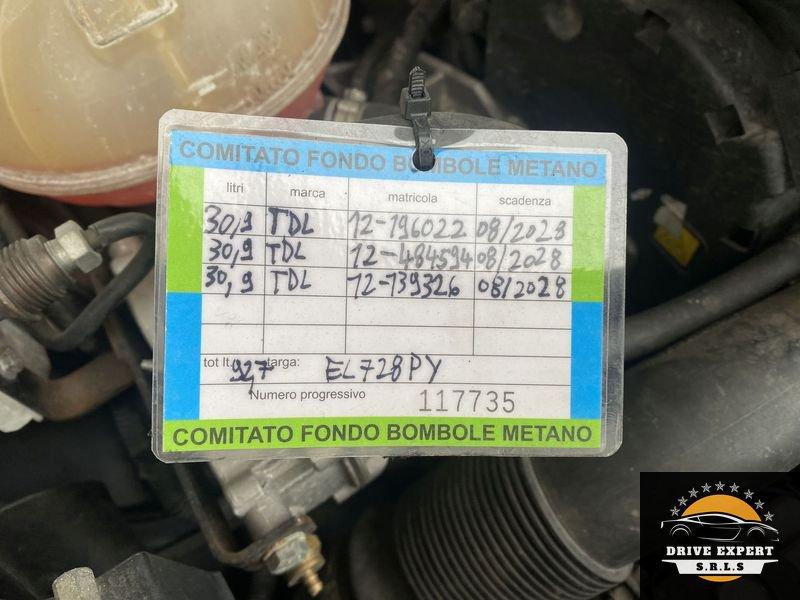 COMITATO FONDO BOMBOLE METANO
litri marca matricola scadenza
30,9 TDL 12-196022 08/2028
30,9 TDL 12-484594 08/2028
30,9 TDL 12-139326 08/2028
tot lt. 92,7 targa: EL728PY
Numero progressivo 117735
COMITATO FONDO BOMBOLE METANO
DRIVE EXPERT
S.R.L.S